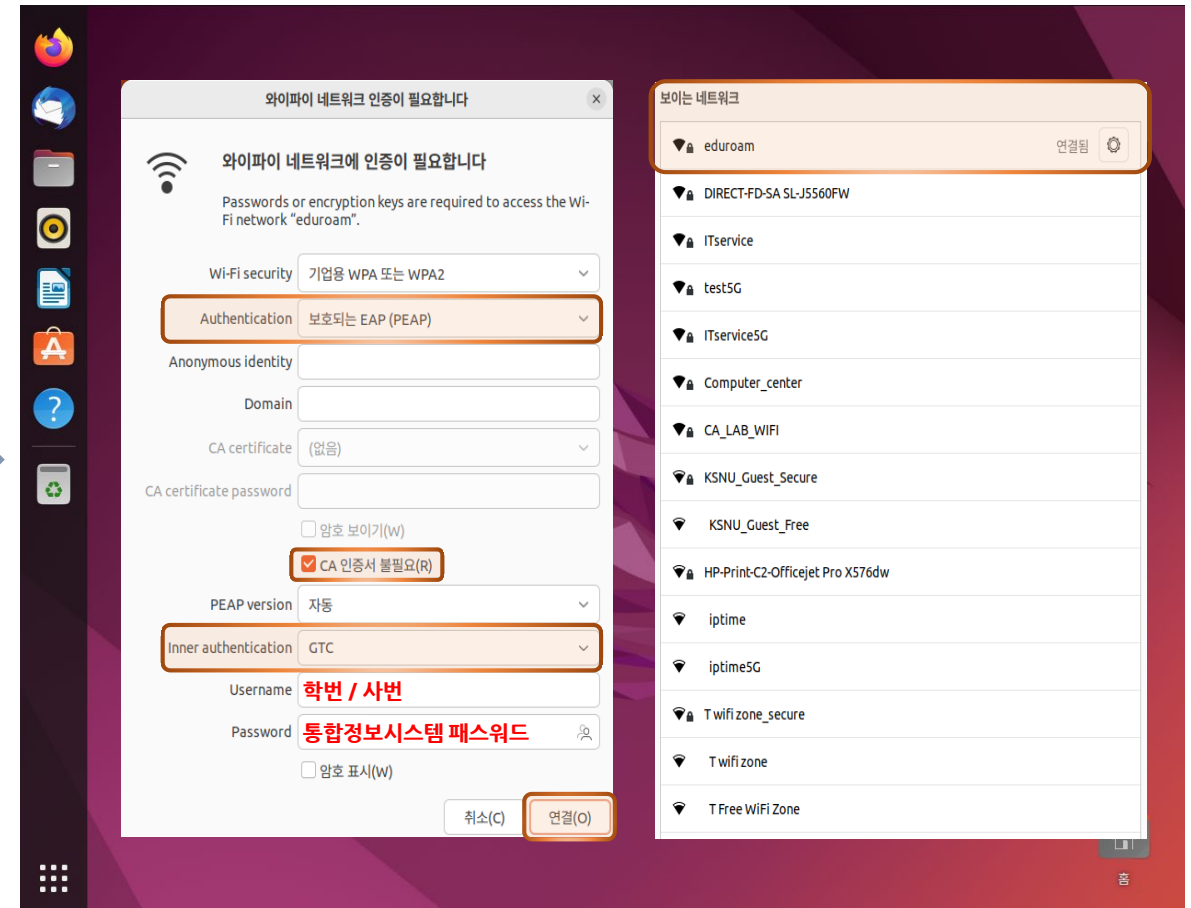 와이파이 네트워크 인증이 필요합니다
와이파이 네트워크에 인증이 필요합니다
Passwords or encryption keys are required to access the Wi-
Fi network “eduroam”.
Wi-Fi security 기업용 WPA 또는 WPA2
Authentication 보호되는 EAP (PEAP)
Anonymous identity
Domain
CA certificate (없음)
CA certificate password
암호 보이기(W)
CA 인증서 불필요(R)
PEAP version 자동
Inner authentication GTC
Username 학번 / 사번
Password 통합정보시스템 패스워드
암호 표시(W)
취소(C) 연결(O)
보이는 네트워크
eduroam 연결됨
DIRECT-FD-SA SL-J5560FW
ITservice
test5G
ITservice5G
Computer_center
CA_LAB_WIFI
KSNU_Guest_Secure
KSNU_Guest_Free
HP-Print-C2-Officejet Pro X576dw
iptime
iptime5G
T wifi zone_secure
T wifi zone
T Free WiFi Zone
홈